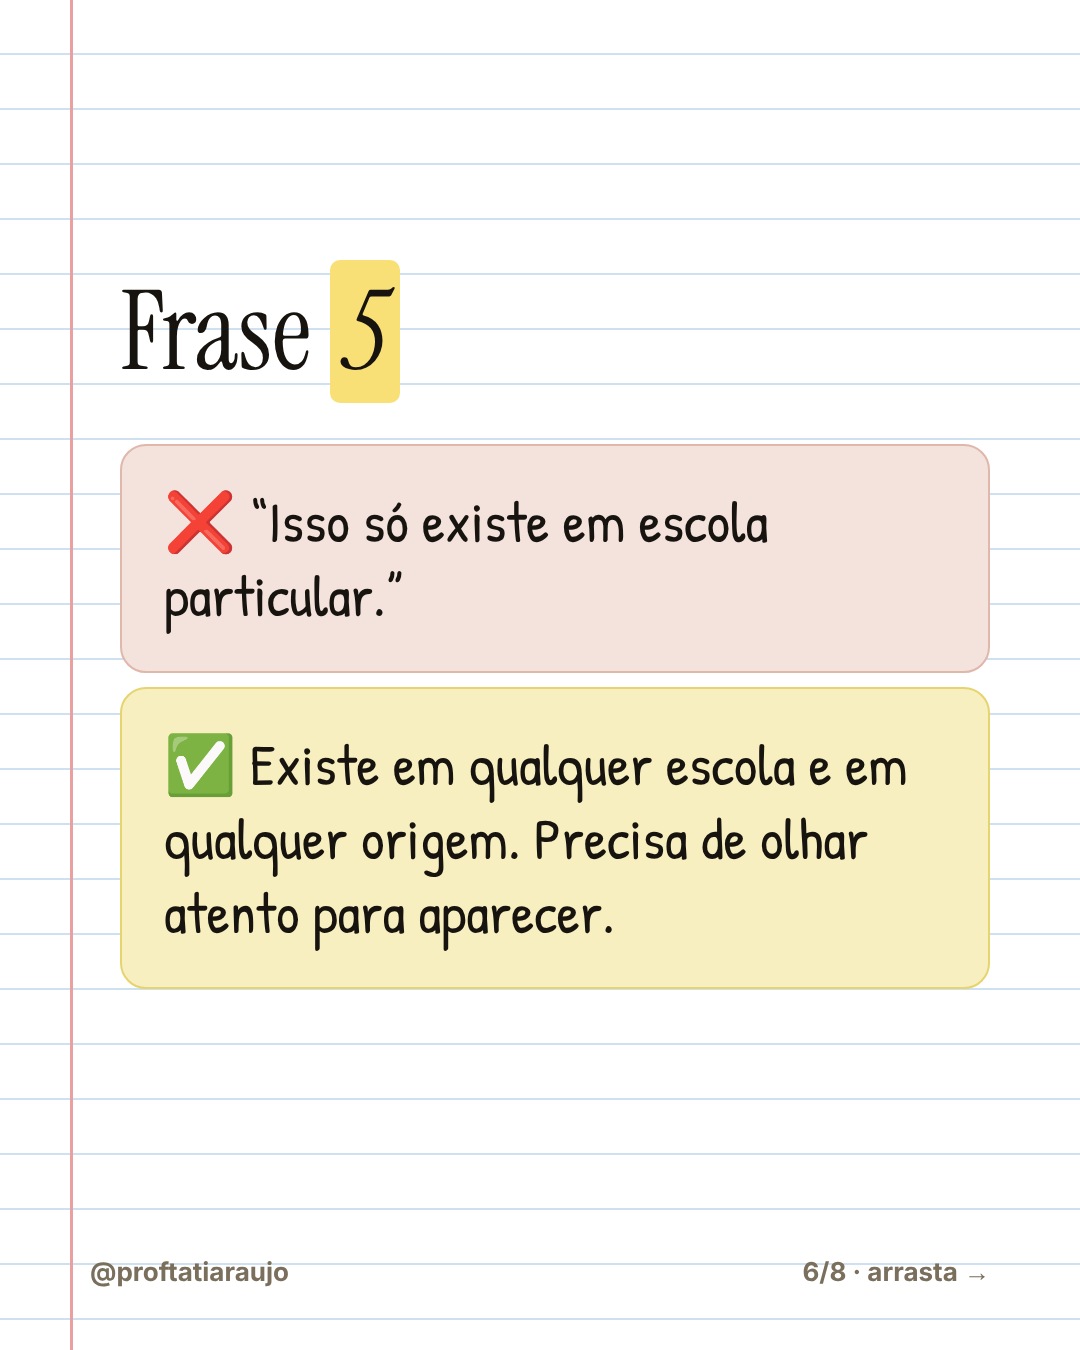 Frase 5
❌ “Isso só existe em escola
particular.”
✅ Existe em qualquer escola e em
qualquer origem. Precisa de olhar
atento para aparecer.
@proftatiaraujo
6/8 · arrasta →